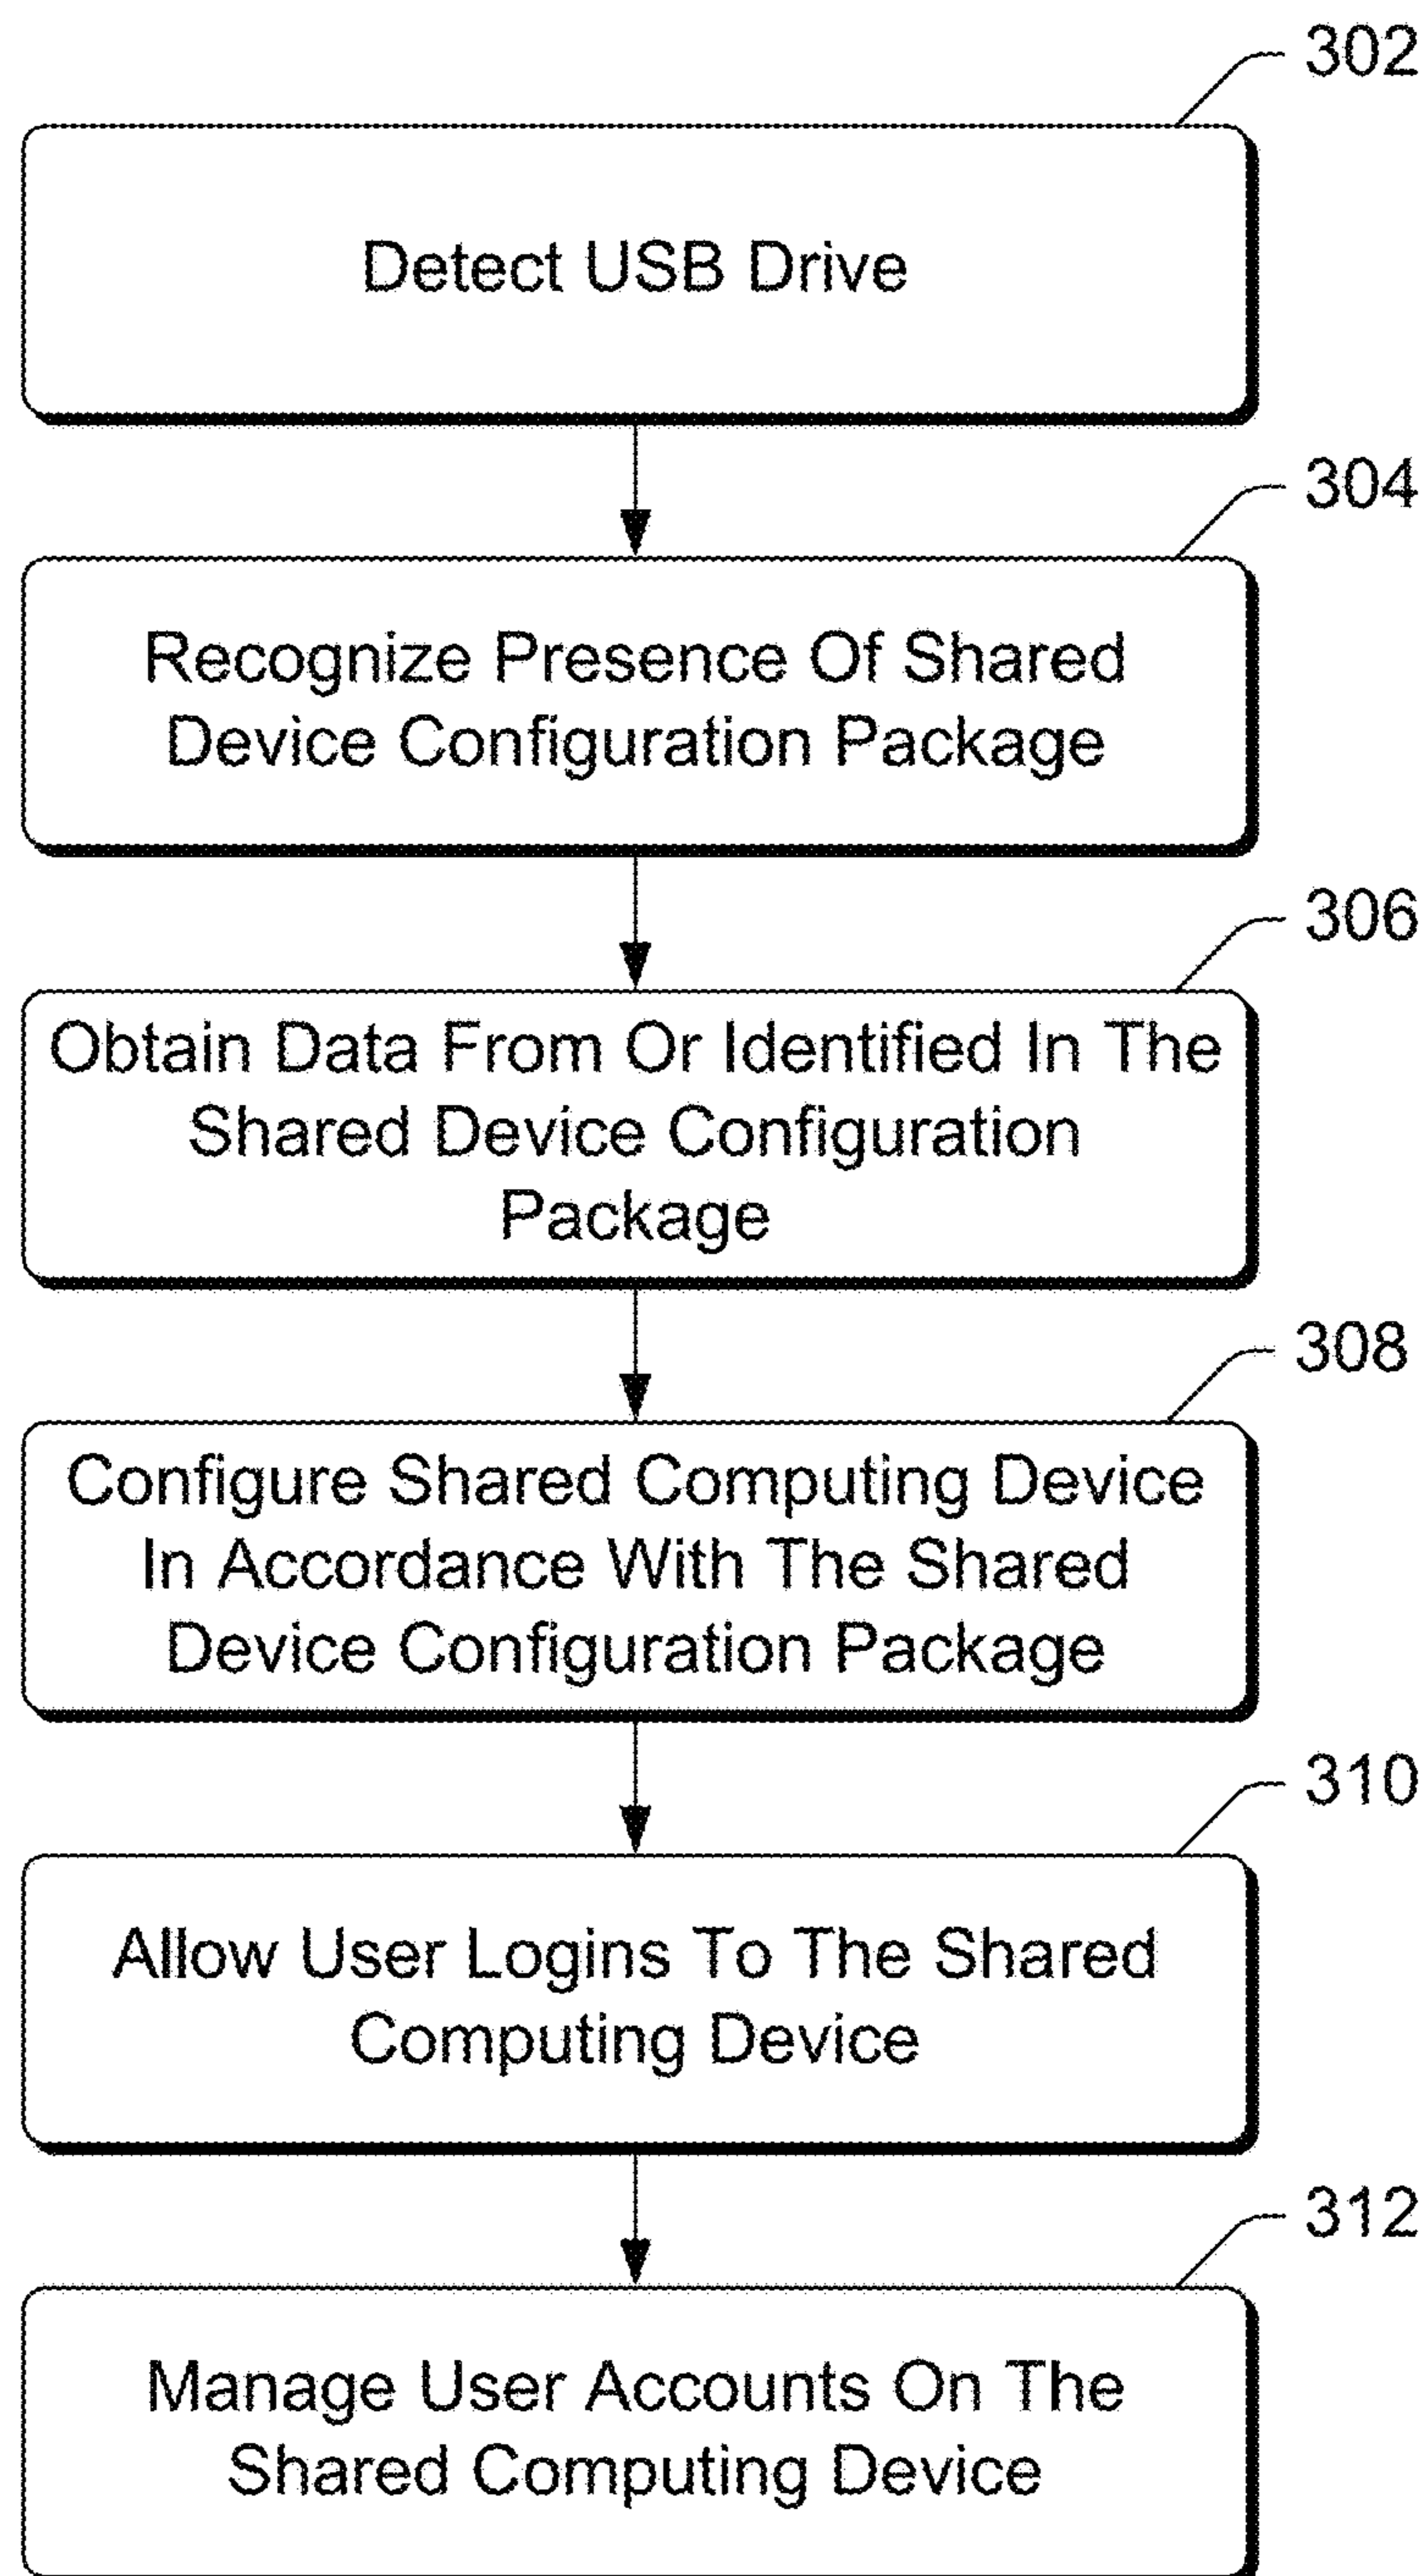 302
Detect USB Drive
304
Recognize Presence Of Shared
Device Configuration Package
306
Obtain Data From Or Identified In The
Shared Device Configuration
Package
308
Configure Shared Computing Device
In Accordance With The Shared
Device Configuration Package
310
Allow User Logins To The Shared
Computing Device
312
Manage User Accounts On The
Shared Computing Device